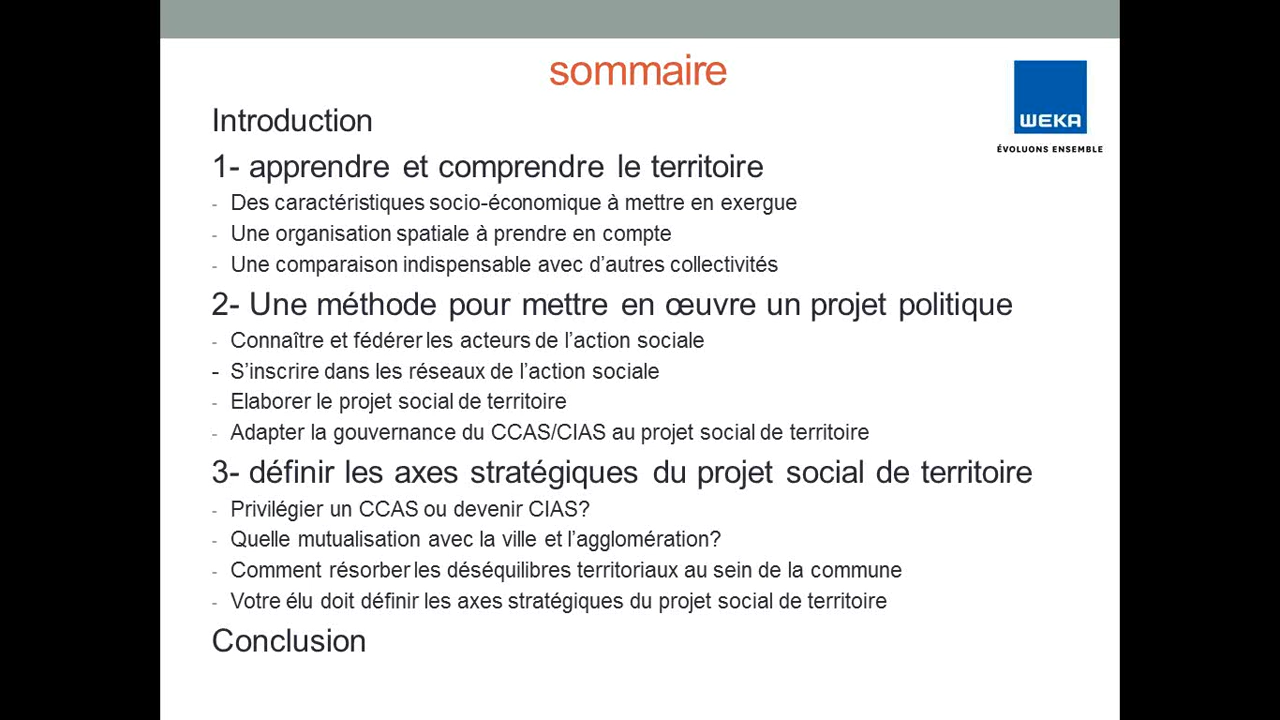 sommaire
WEKA
ÉVOLUONS ENSEMBLE
Introduction
1- apprendre et comprendre le territoire
- Des caractéristiques socio-économique à mettre en exergue
- Une organisation spatiale à prendre en compte
- Une comparaison indispensable avec d’autres collectivités
2- Une méthode pour mettre en œuvre un projet politique
- Connaître et fédérer les acteurs de l’action sociale
- S’inscrire dans les réseaux de l’action sociale
- Elaborer le projet social de territoire
- Adapter la gouvernance du CCAS/CIAS au projet social de territoire
3- définir les axes stratégiques du projet social de territoire
- Privilégier un CCAS ou devenir CIAS?
- Quelle mutualisation avec la ville et l’agglomération?
- Comment résorber les déséquilibres territoriaux au sein de la commune
- Votre élu doit définir les axes stratégiques du projet social de territoire
Conclusion